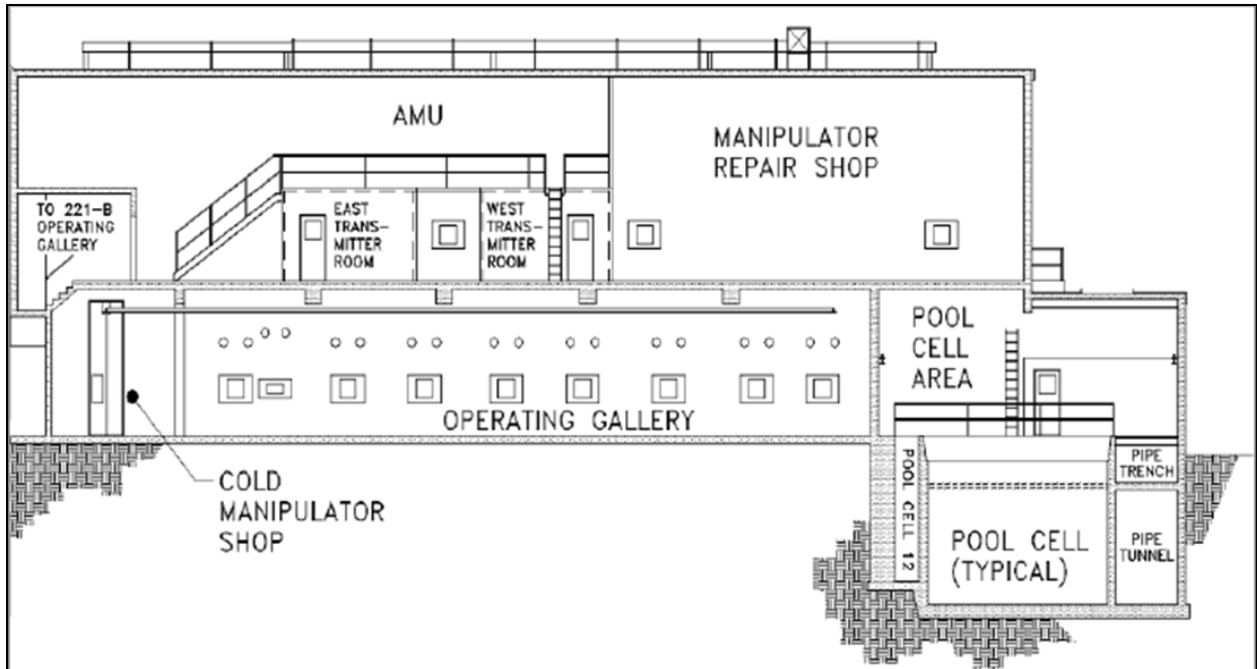 AMU
MANIPULATOR
REPAIR SHOP
TO 221-B
OPERATING
GALLERY
EAST
TRANS-
MITTER
ROOM
WEST
TRANS-
MITTER
ROOM
POOL
CELL
AREA
OPERATING GALLERY
COLD
MANIPULATOR
SHOP
POOL CELL 12
POOL CELL
(TYPICAL)
PIPE
TRENCH
PIPE
TUNNEL